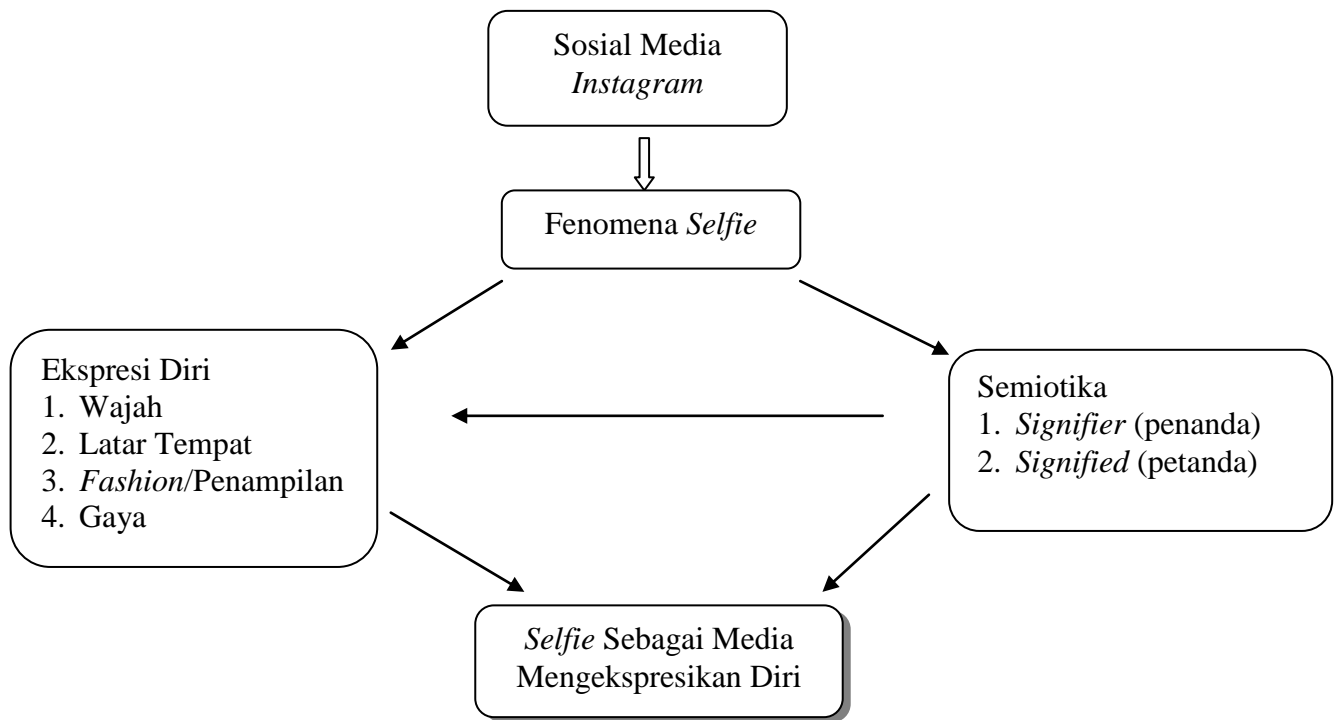 Sosial Media
Instagram
Fenomena Selfie
Ekspresi Diri
1. Wajah
2. Latar Tempat
3. Fashion/Penampilan
4. Gaya
Semiotika
1. Signifier (penanda)
2. Signified (petanda)
Selfie Sebagai Media
Mengekspresikan Diri